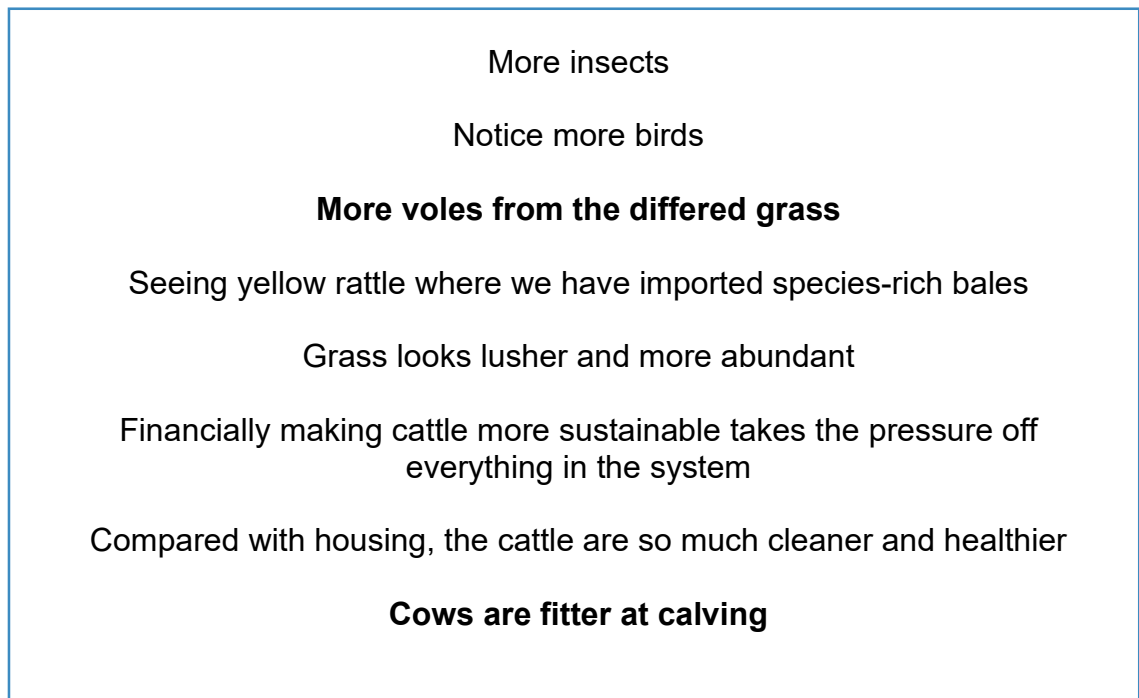 More insects
Notice more birds
More voles from the differed grass
Seeing yellow rattle where we have imported species-rich bales
Grass looks lusher and more abundant
Financially making cattle more sustainable takes the pressure off
everything in the system
Compared with housing, the cattle are so much cleaner and healthier
Cows are fitter at calving